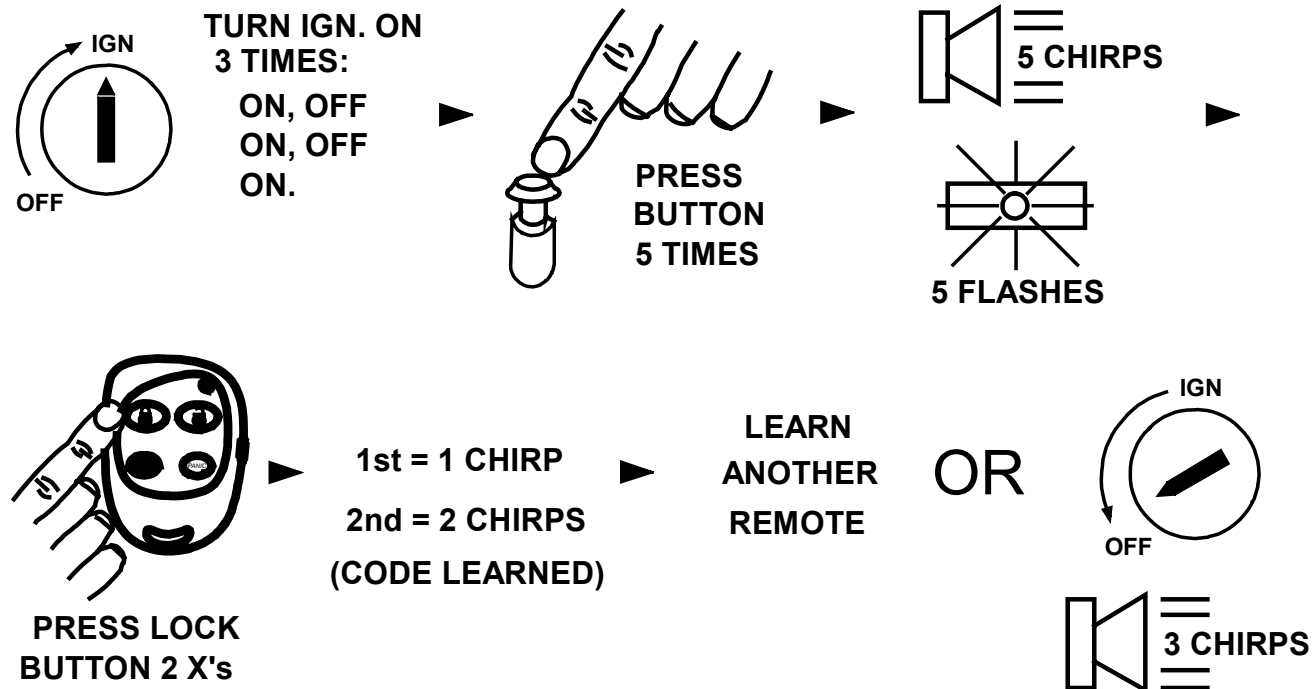 IGN
OFF
TURN IGN. ON
3 TIMES:
ON, OFF
ON, OFF
ON.
PRESS
BUTTON
5 TIMES
5 CHIRPS
5 FLASHES
PANIC
PRESS LOCK
BUTTON 2 X's
1st = 1 CHIRP
2nd = 2 CHIRPS
(CODE LEARNED)
LEARN
ANOTHER
REMOTE
OR
IGN
OFF
3 CHIRPS